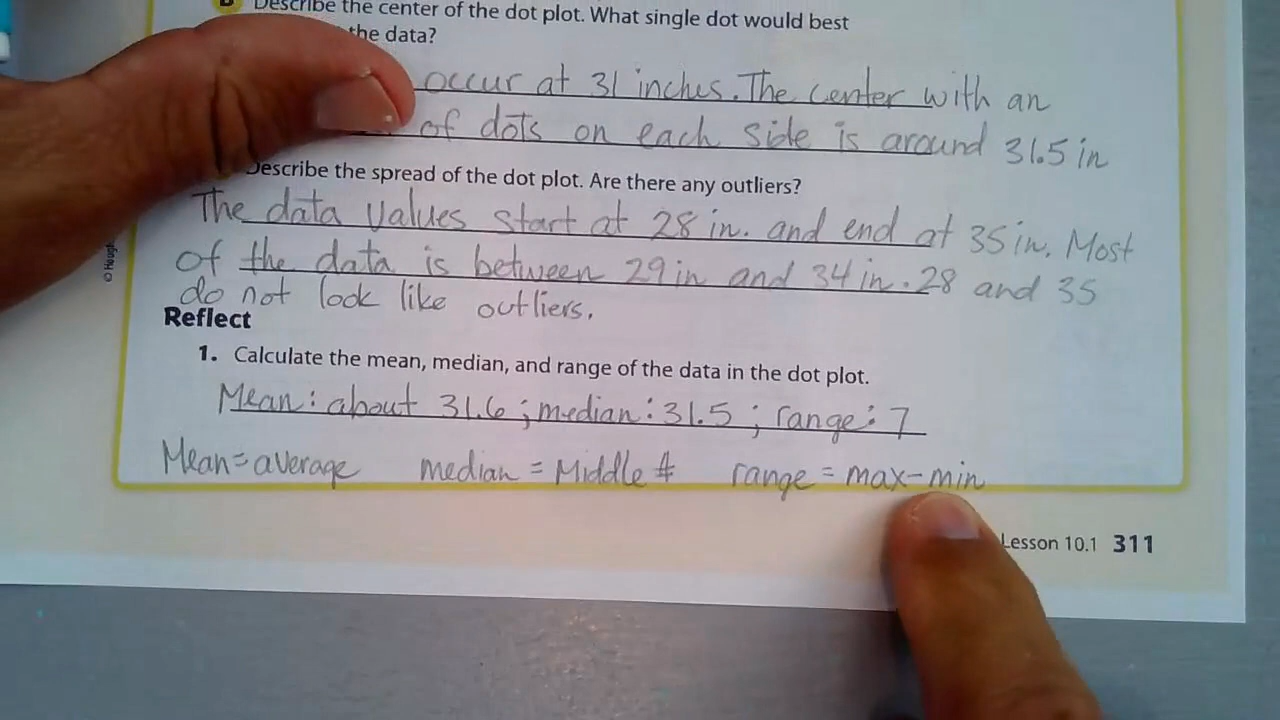 B Describe the center of the dot plot. What single dot would best
the data?
occur at 31 inches. The center with an
of dots on each side is around 31.5 in
Describe the spread of the dot plot. Are there any outliers?
The data values start at 28 in. and end at 35 in. Most
of the data is between 29 in and 34 in. 28 and 35
do not look like outliers.
Reflect
1. Calculate the mean, median, and range of the data in the dot plot.
Mean: about 31.6; median: 31.5; range: 7
Mean = average median = Middle # range = max-min
Lesson 10.1 311